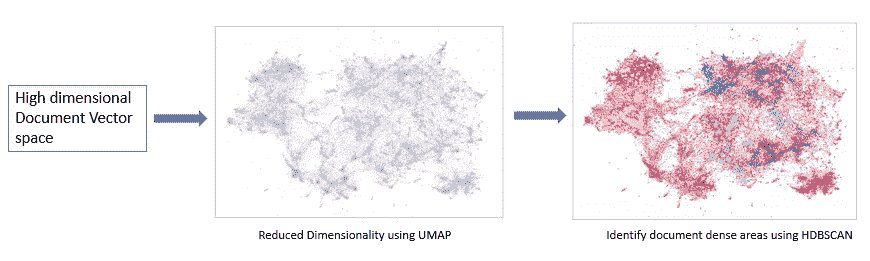 High dimensional
Document Vector
space
Reduced Dimensionality using UMAP
Identify document dense areas using HDBSCAN